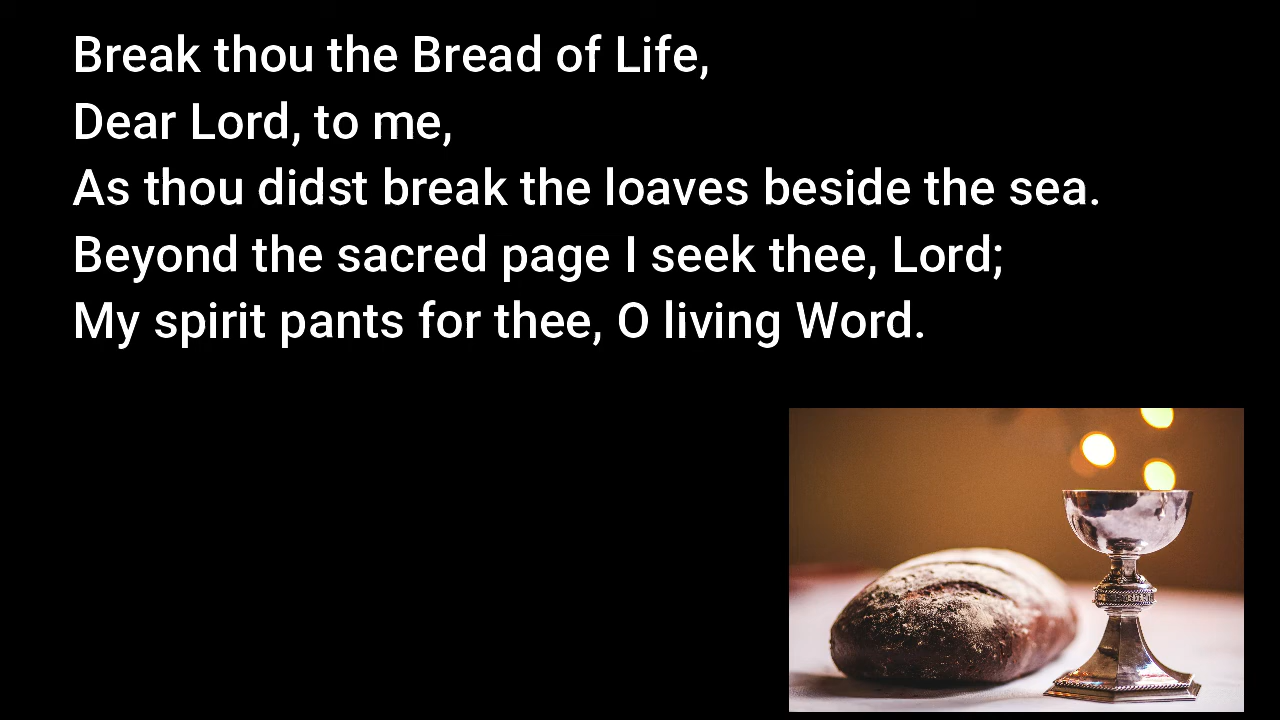 Break thou the Bread of Life,
Dear Lord, to me,
As thou didst break the loaves beside the sea.
Beyond the sacred page I seek thee, Lord;
My spirit pants for thee, O living Word.